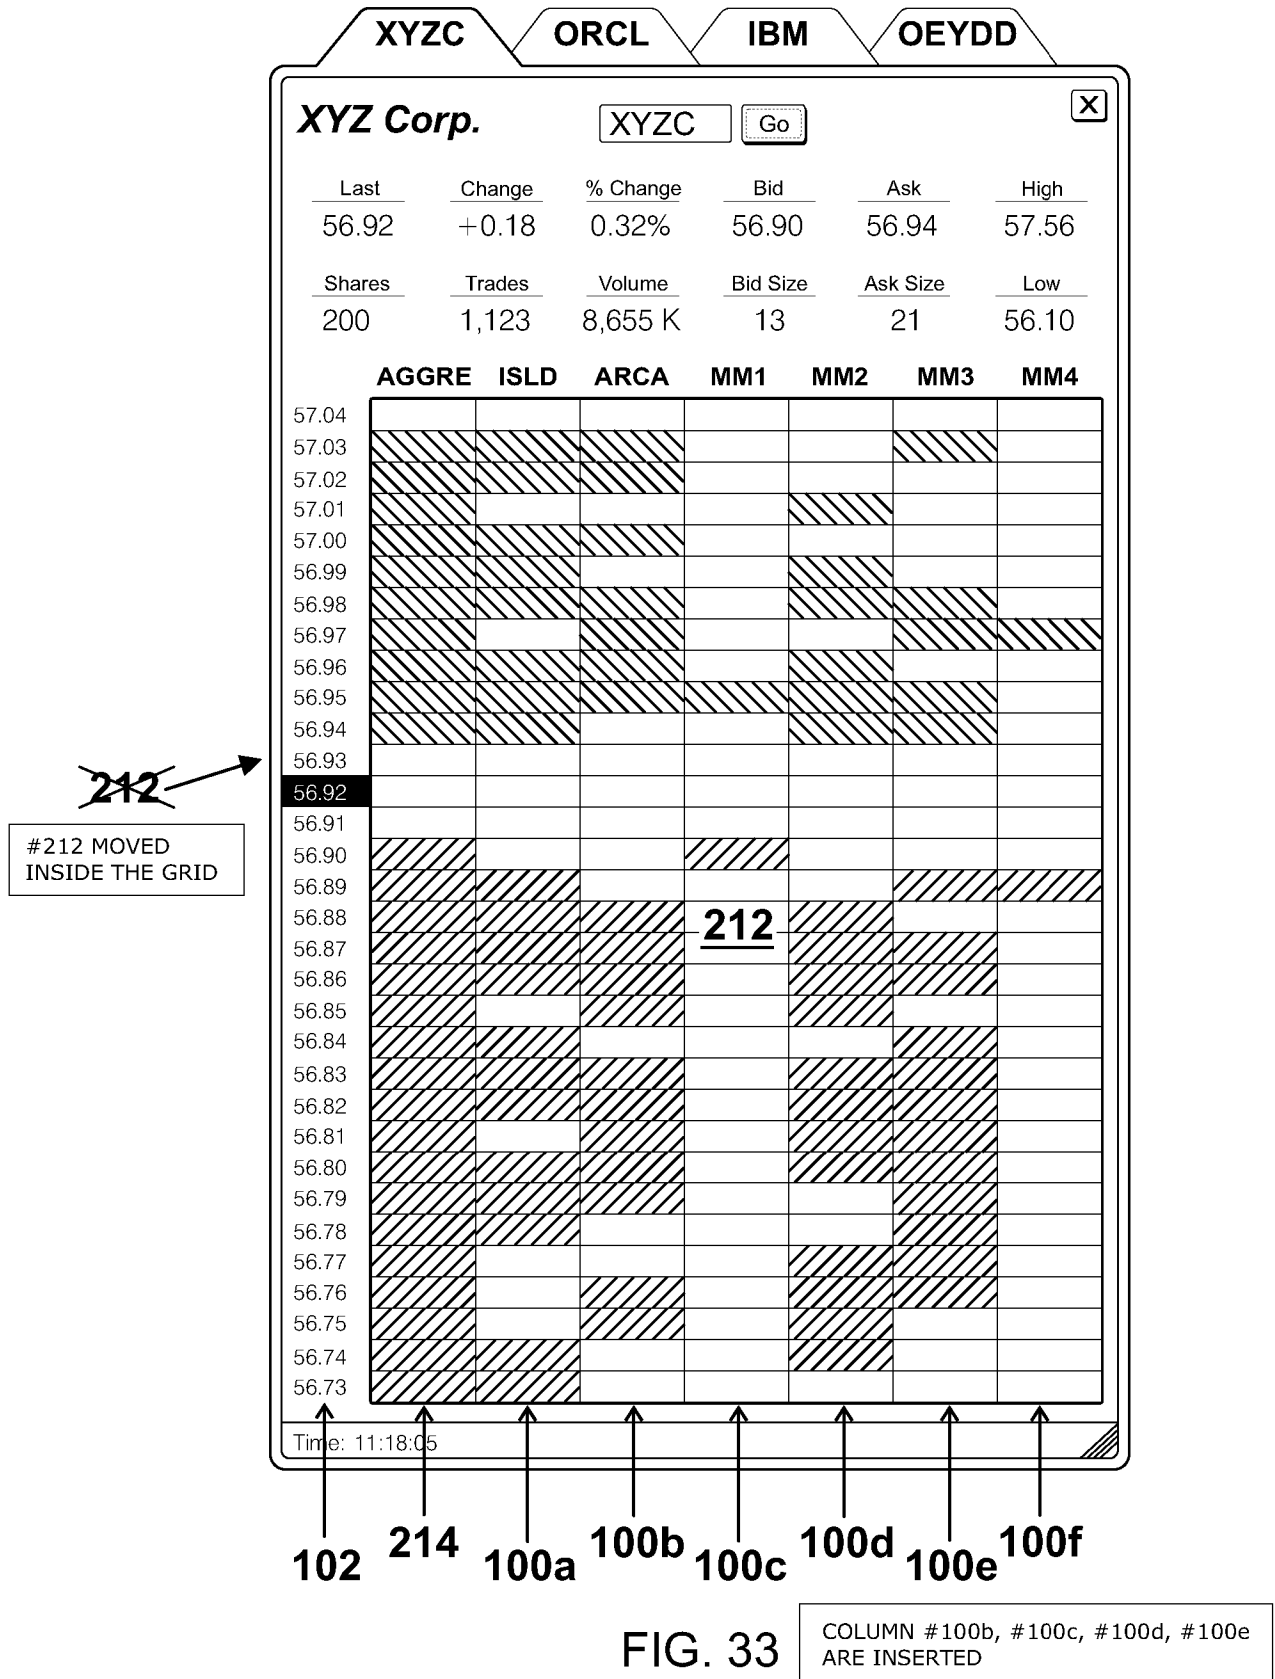 XYZC ORCL IBM OEYDD
X
XYZ Corp. XYZC Go
Last Change % Change Bid Ask High
56.92 +0.18 0.32% 56.90 56.94 57.56
Shares Trades Volume Bid Size Ask Size Low
200 1,123 8,655 K 13 21 56.10
AGGRE ISLD ARCA MM1 MM2 MM3 MM4
57.04
57.03
57.02
57.01
57.00
56.99
56.98
56.97
56.96
56.95
56.94
56.93
212
56.92
#212 MOVED
INSIDE THE GRID
56.91
56.90
56.89
56.88
212
56.87
56.86
56.85
56.84
56.83
56.82
56.81
56.80
56.79
56.78
56.77
56.76
56.75
56.74
56.73
Time: 11:18:05
102 214 100a 100b 100c 100d 100e 100f
FIG. 33
COLUMN #100b, #100c, #100d, #100e
ARE INSERTED